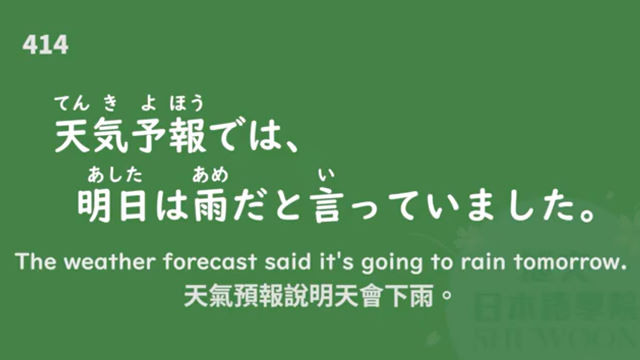 414
てん き よ ほう
天気予報では、
あした あめ い
明日は雨だと言っていました。
The weather forecast said it's going to rain tomorrow.
天氣預報說明天會下雨。
日本語學院
SHUWOON